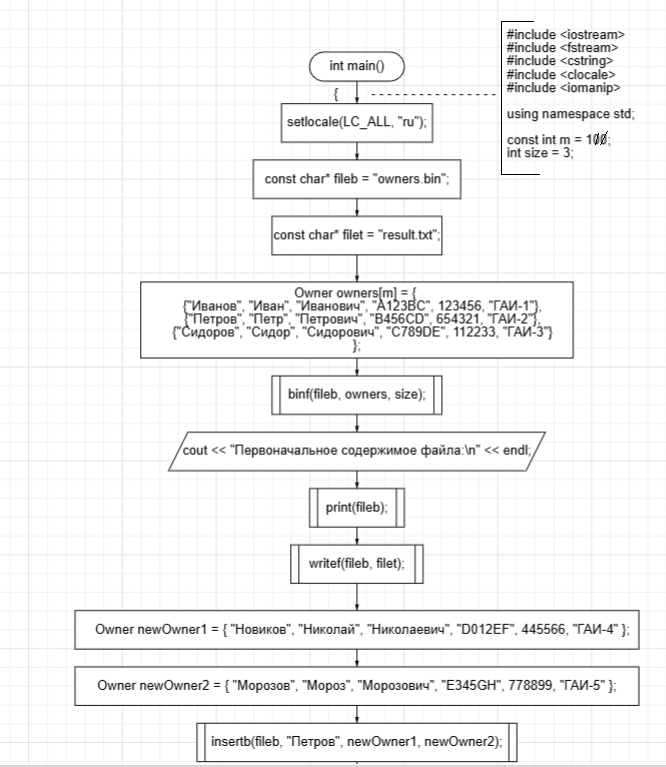 int main()
{
#include <iostream>
#include <fstream>
#include <cstring>
#include <clocale>
#include <iomanip>
using namespace std;
const int m = 100;
int size = 3;
setlocale(LC_ALL, "ru");
const char* fileb = "owners.bin";
const char* filet = "result.txt";
Owner owners[m] = {
{"Иванов", "Иван", "Иванович", "A123BC", 123456, "ГАИ-1"},
{"Петров", "Петр", "Петрович", "B456CD", 654321, "ГАИ-2"},
{"Сидоров", "Сидор", "Сидорович", "C789DE", 112233, "ГАИ-3"}
};
binf(fileb, owners, size);
cout << "Первоначальное содержимое файла:\n" << endl;
print(fileb);
writef(fileb, filet);
Owner newOwner1 = { "Новиков", "Николай", "Николаевич", "D012EF", 445566, "ГАИ-4" };
Owner newOwner2 = { "Морозов", "Мороз", "Морозович", "E345GH", 778899, "ГАИ-5" };
insertb(fileb, "Петров", newOwner1, newOwner2);